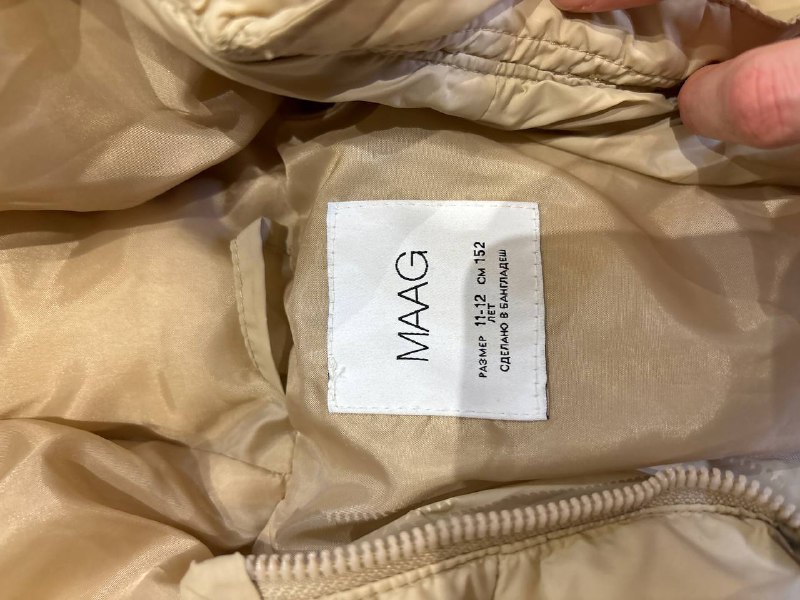 MAAG
РАЗМЕР 11-12 СМ 152
ЛЕТ
СДЕЛАНО В БАНГЛАДЕШ